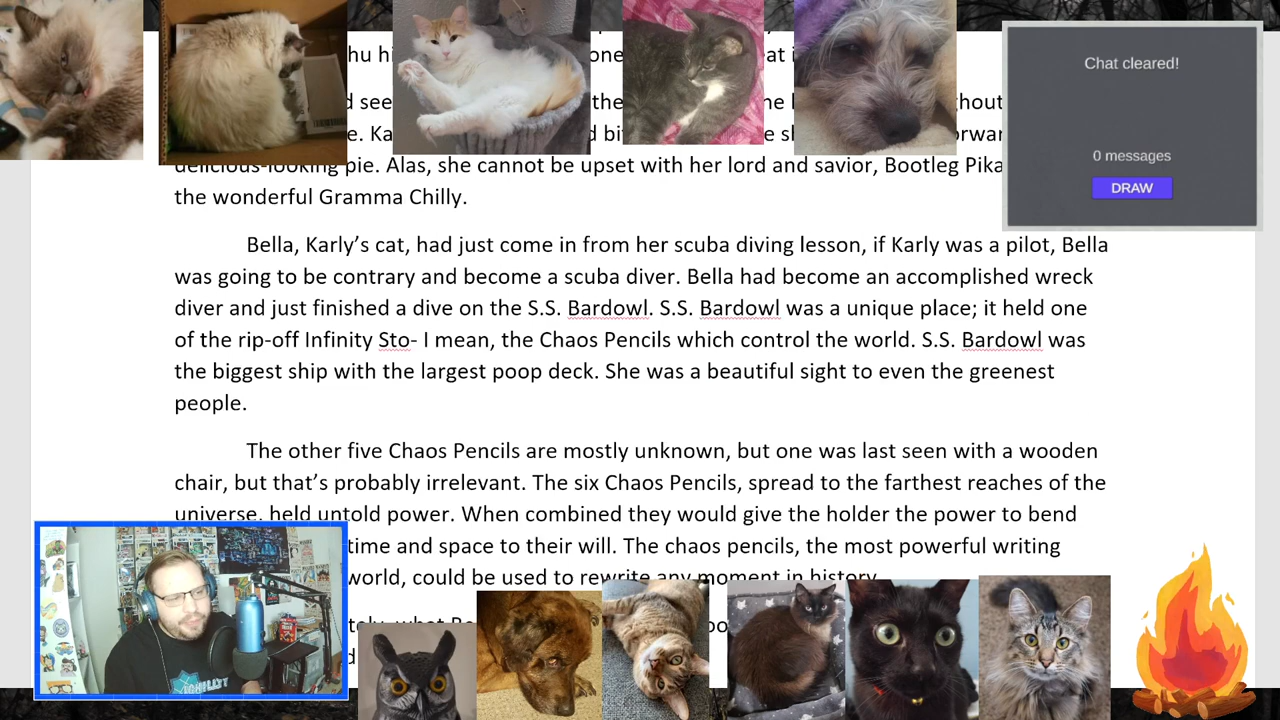 hu hi
one
at i
Chat cleared!
d see
the
hout
e. Ka
d bi
orwar
delicious-looking pie. Alas, she cannot be upset with her lord and savior, Bootleg Pika
0 messages
the wonderful Gramma Chilly.
DRAW
Bella, Karly’s cat, had just come in from her scuba diving lesson, if Karly was a pilot, Bella
was going to be contrary and become a scuba diver. Bella had become an accomplished wreck
diver and just finished a dive on the S.S. Bardowl. S.S. Bardowl was a unique place; it held one
of the rip-off Infinity Sto- I mean, the Chaos Pencils which control the world. S.S. Bardowl was
the biggest ship with the largest poop deck. She was a beautiful sight to even the greenest
people.
The other five Chaos Pencils are mostly unknown, but one was last seen with a wooden
chair, but that’s probably irrelevant. The six Chaos Pencils, spread to the farthest reaches of the
universe, held untold power. When combined they would give the holder the power to bend
time and space to their will. The chaos pencils, the most powerful writing
world, could be used to rewrite any moment in history.
tely, what